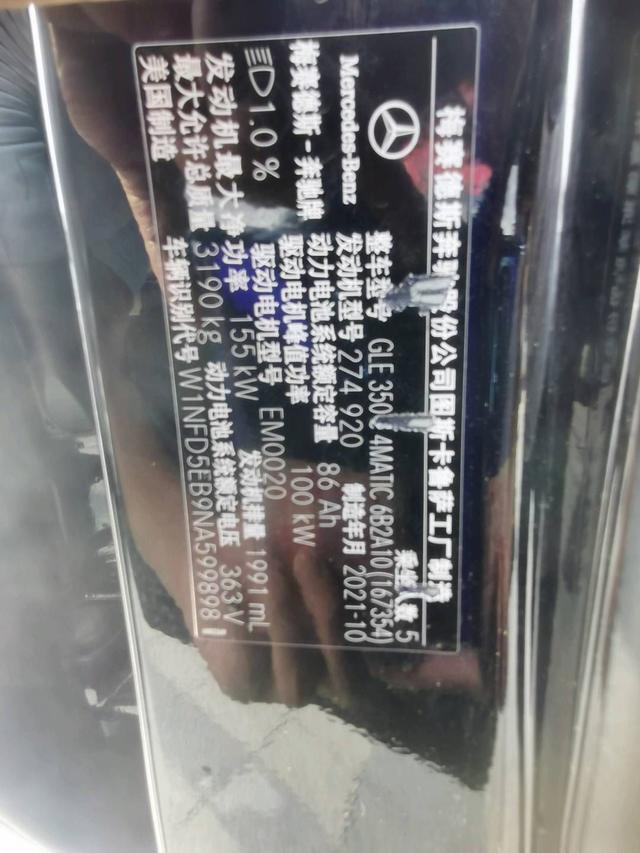 梅赛德斯奔驰股份公司图斯卡鲁萨工厂制造
乘坐人数 5
整车型号 GLE 350 e 4MATIC 6B2A10 (167354)
Mercedes-Benz 发动机型号 274 920 制造年月 2021-10
动力电池系统额定容量 86 Ah
梅赛德斯-奔驰牌 驱动电机峰值功率 100 kW
1.0 % 驱动电机型号 EM0020
发动机最大净功率 155 kW 发动机排量 1991 mL
最大允许总质量 3190 kg 动力电池系统额定电压 363 V
美国制造 车辆识别代号 W1NFD5EB9NA599898